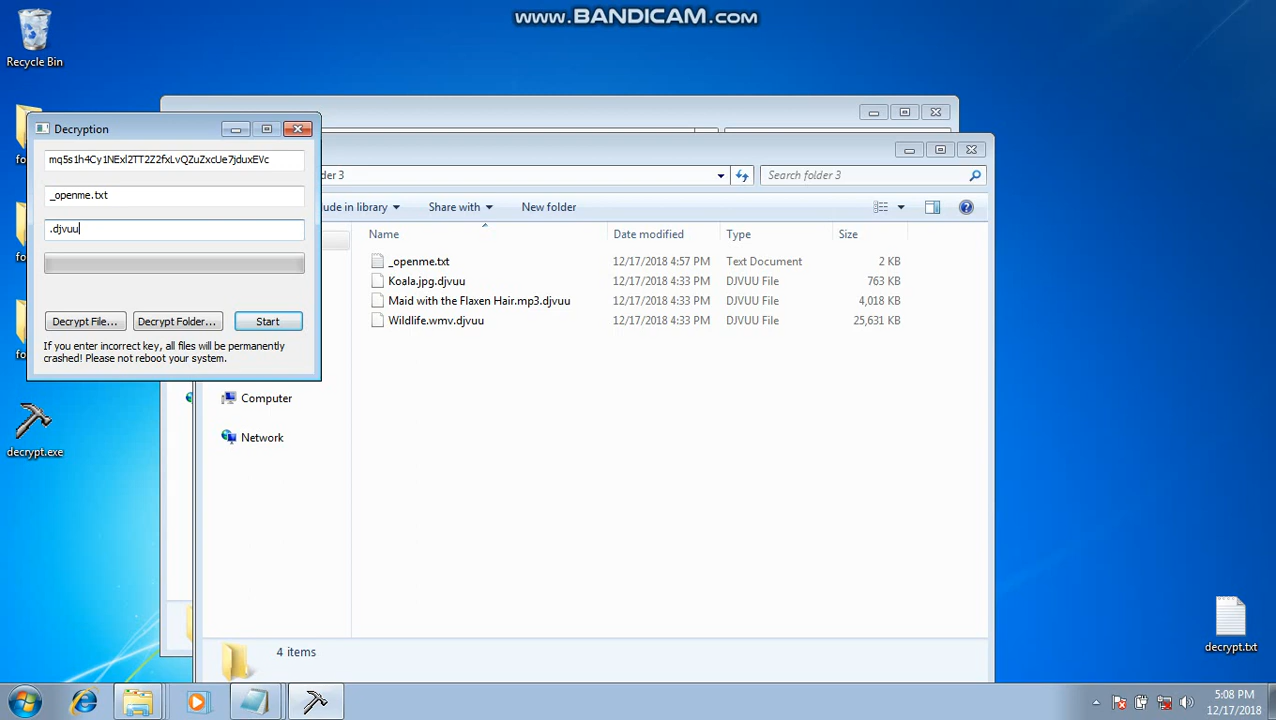 www.BANDICAM.com
Recycle Bin
fo
fo
fo
decrypt.exe
decrypt.txt
Decryption
mq5s1h4Cy1NExl2TT2Z2fxLvQZuZxcUe7jduxEVc
_openme.txt
.djvuu
Decrypt File...
Decrypt Folder...
Start
If you enter incorrect key, all files will be permanently
crashed! Please not reboot your system.
der 3
Search folder 3
ude in library
Share with
New folder
Name Date modified Type Size
_openme.txt 12/17/2018 4:57 PM Text Document 2 KB
Koala.jpg.djvuu 12/17/2018 4:33 PM DJVUU File 763 KB
Maid with the Flaxen Hair.mp3.djvuu 12/17/2018 4:33 PM DJVUU File 4,018 KB
Wildlife.wmv.djvuu 12/17/2018 4:33 PM DJVUU File 25,631 KB
Computer
Network
4 items
5:08 PM
12/17/2018